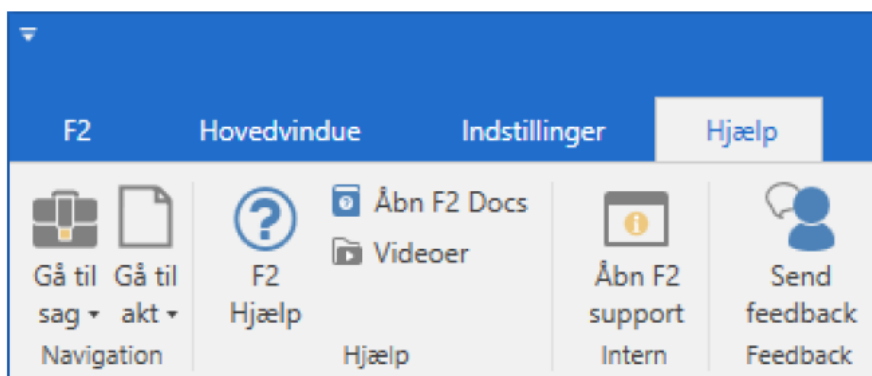 F2 Hovedvindue Indstillinger Hjælp
Åbn F2 Docs
Videoer
Gå til Gå til F2 Åbn F2 Send
sag akt Hjælp support feedback
Navigation Hjælp Intern Feedback